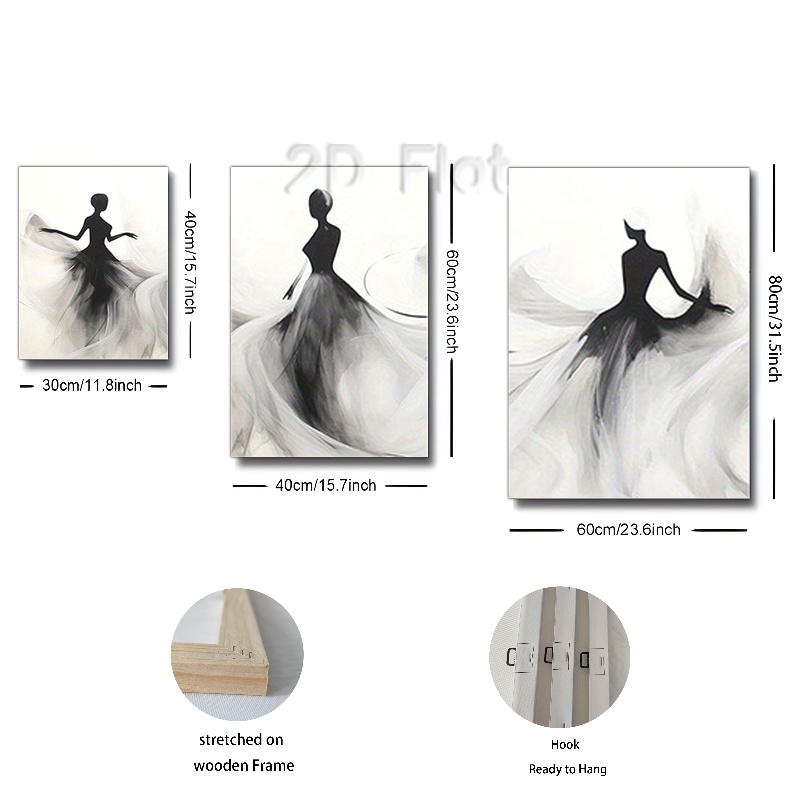 2D Flat
40cm/15.7inch
30cm/11.8inch
60cm/23.6inch
40cm/15.7inch
80cm/31.5inch
60cm/23.6inch
stretched on
wooden Frame
Hook
Ready to Hang